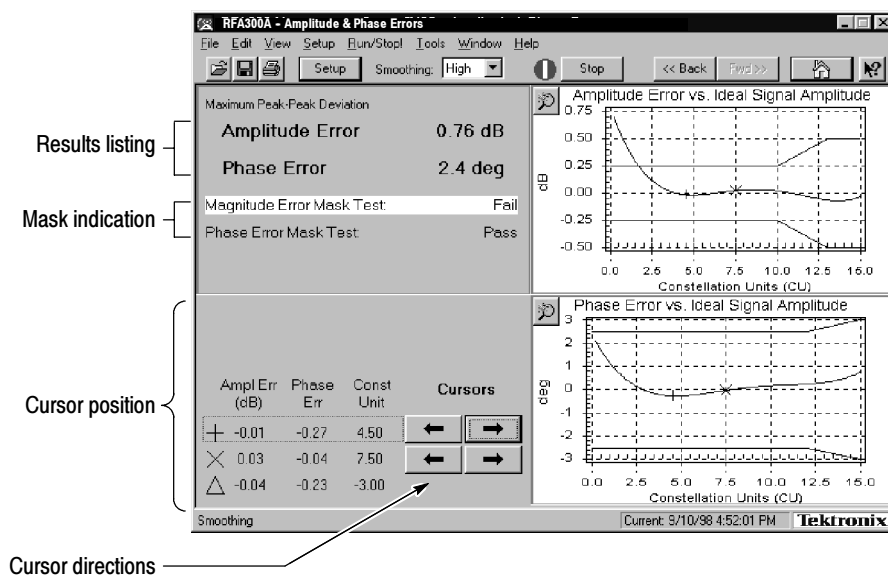 RFA300A - Amplitude & Phase Errors
File Edit View Setup Run/Stop! Tools Window Help
Setup Smoothing: High Stop << Back Fwd >>
Results listing
Mask indication
Cursor position
Cursor directions
Maximum Peak-Peak Deviation
Amplitude Error 0.76 dB
Phase Error 2.4 deg
Magnitude Error Mask Test: Fail
Phase Error Mask Test: Pass
Amplitude Error vs. Ideal Signal Amplitude
0.75
0.50
0.25
0.00
-0.25
-0.50
dB
0.0 2.5 5.0 7.5 10.0 12.5 15.0
Constellation Units (CU)
Phase Error vs. Ideal Signal Amplitude
3
2
1
0
-1
-2
-3
deg
0.0 2.5 5.0 7.5 10.0 12.5 15.0
Constellation Units (CU)
Ampl Err Phase Const
(dB) Err Unit
Cursors
-0.01 -0.27 4.50
0.03 -0.04 7.50
-0.04 -0.23 -3.00
Smoothing
Current: 9/10/98 4:52:01 PM
Tektronix